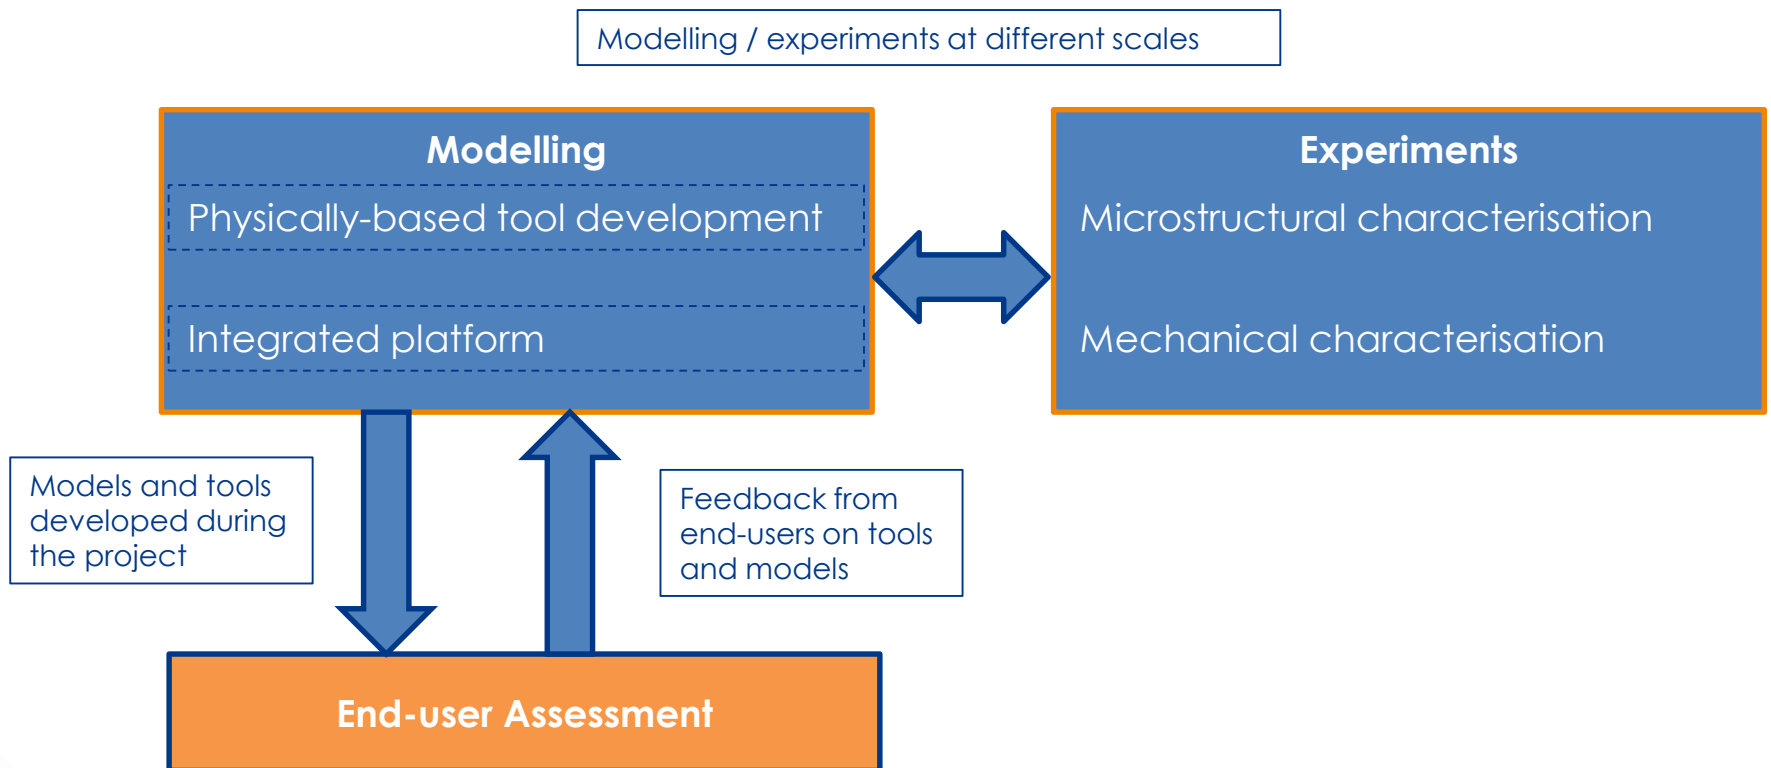 Modelling / experiments at different scales
Modelling
Physically-based tool development
Integrated platform
Experiments
Microstructural characterisation
Mechanical characterisation
Models and tools
developed during
the project
Feedback from
end-users on tools
and models
End-user Assessment